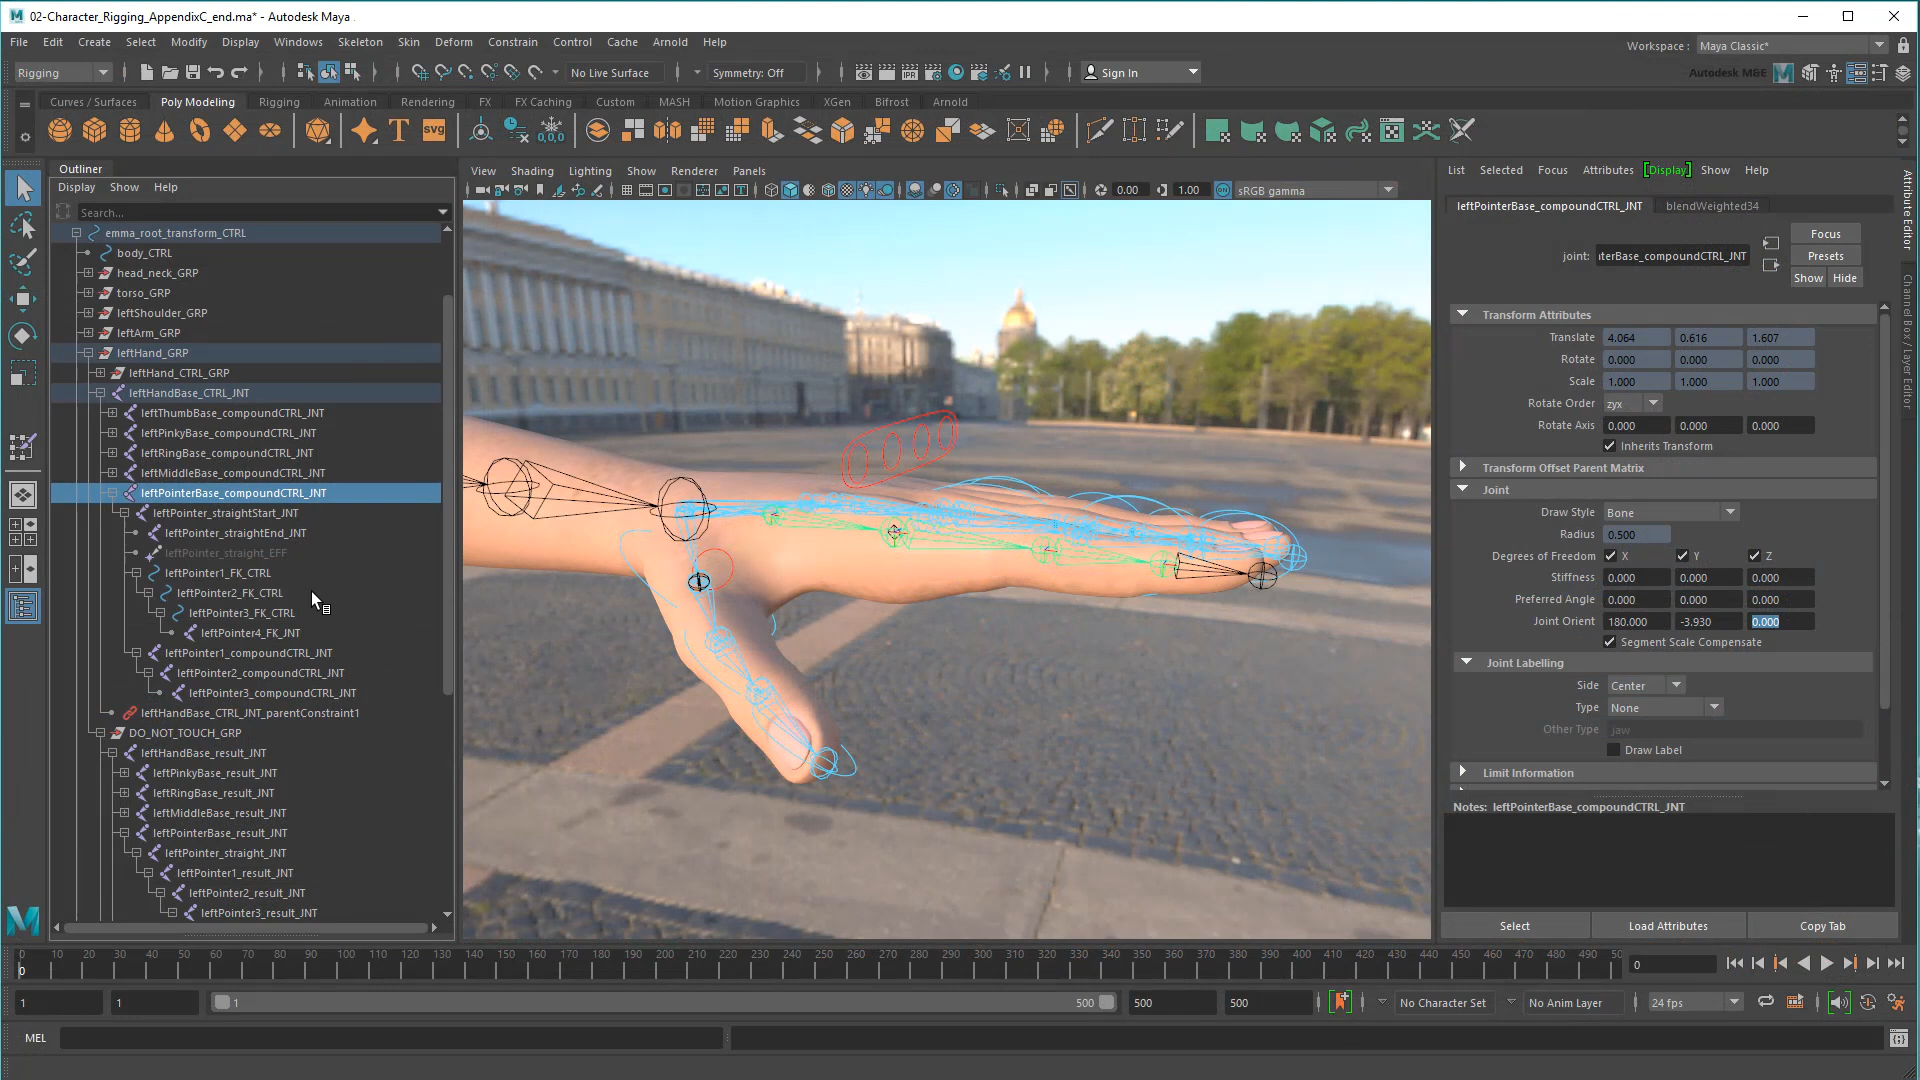 02-Character_Rigging_AppendixC_end.ma* - Autodesk Maya
File Edit Create Select Modify Display Windows Skeleton Skin Deform Constrain Control Cache Arnold Help
Workspace : Maya Classic*
Rigging
No Live Surface
Symmetry: Off
Sign In
Autodesk M&E
Curves / Surfaces Poly Modeling Rigging Animation Rendering FX FX Caching Custom MASH Motion Graphics XGen Bifrost Arnold
Outliner
Display Show Help
Search...
emma_root_transform_CTRL
body_CTRL
head_neck_GRP
torso_GRP
leftShoulder_GRP
leftArm_GRP
leftHand_GRP
leftHand_CTRL_GRP
leftHandBase_CTRL_JNT
leftThumbBase_compoundCTRL_JNT
leftPinkyBase_compoundCTRL_JNT
leftRingBase_compoundCTRL_JNT
leftMiddleBase_compoundCTRL_JNT
leftPointerBase_compoundCTRL_JNT
leftPointer_straightStart_JNT
leftPointer_straightEnd_JNT
leftPointer_straight_EFF
leftPointer1_FK_CTRL
leftPointer2_FK_CTRL
leftPointer3_FK_CTRL
leftPointer4_FK_JNT
leftPointer1_compoundCTRL_JNT
leftPointer2_compoundCTRL_JNT
leftPointer3_compoundCTRL_JNT
leftHandBase_CTRL_JNT_parentConstraint1
DO_NOT_TOUCH_GRP
leftHandBase_result_JNT
leftPinkyBase_result_JNT
leftRingBase_result_JNT
leftMiddleBase_result_JNT
leftPointerBase_result_JNT
leftPointer_straight_JNT
leftPointer1_result_JNT
leftPointer2_result_JNT
leftPointer3_result_JNT
View Shading Lighting Show Renderer Panels
0.00
1.00
sRGB gamma
List Selected Focus Attributes [Display] Show Help
leftPointerBase_compoundCTRL_JNT blendWeighted34
joint: ıterBase_compoundCTRL_JNT
Focus
Presets
Show Hide
Transform Attributes
Translate 4.064 0.616 1.607
Rotate 0.000 0.000 0.000
Scale 1.000 1.000 1.000
Rotate Order zyx
Rotate Axis 0.000 0.000 0.000
Inherits Transform
Transform Offset Parent Matrix
Joint
Draw Style Bone
Radius 0.500
Degrees of Freedom X Y Z
Stiffness 0.000 0.000 0.000
Preferred Angle 0.000 0.000 0.000
Joint Orient 180.000 -3.930 0.000
Segment Scale Compensate
Joint Labelling
Side Center
Type None
Other Type jaw
Draw Label
Limit Information
Notes: leftPointerBase_compoundCTRL_JNT
Select Load Attributes Copy Tab
Attribute Editor
Channel Box / Layer Editor
0 10 20 30 40 50 60 70 80 90 100 110 120 130 140 150 160 170 180 190 200 210 220 230 240 250 260 270 280 290 300 310 320 330 340 350 360 370 380 390 400 410 420 430 440 450 460 470 480 490 50
0
0
1 1 1 500 500 500
No Character Set
No Anim Layer
24 fps
MEL